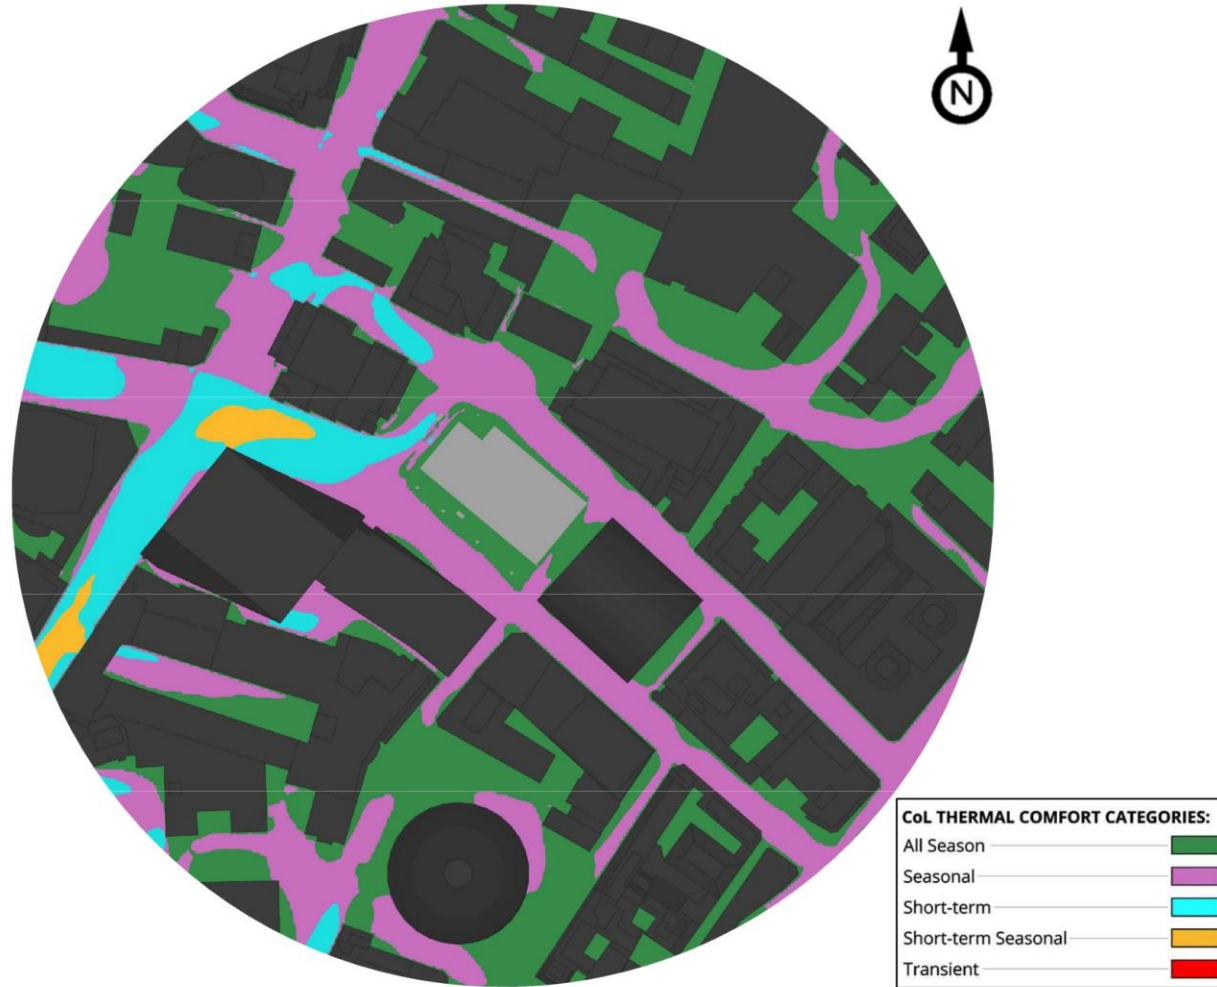 N
CoL THERMAL COMFORT CATEGORIES:
All Season
Seasonal
Short-term
Short-term Seasonal
Transient